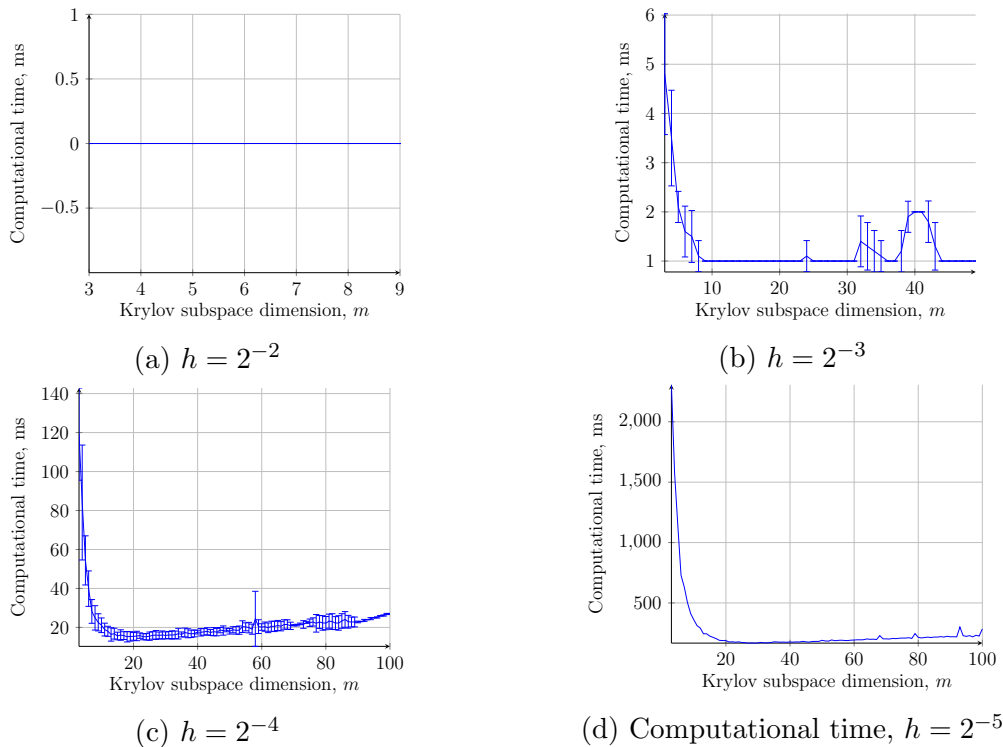 1
0.5
0
−0.5
3 4 5 6 7 8 9
Computational time, ms
Krylov subspace dimension, m
(a) h = 2⁻²
6
5
4
3
2
1
10 20 30 40
Computational time, ms
Krylov subspace dimension, m
(b) h = 2⁻³
140
120
100
80
60
40
20
20 40 60 80 100
Computational time, ms
Krylov subspace dimension, m
(c) h = 2⁻⁴
2,000
1,500
1,000
500
20 40 60 80 100
Computational time, ms
Krylov subspace dimension, m
(d) Computational time, h = 2⁻⁵